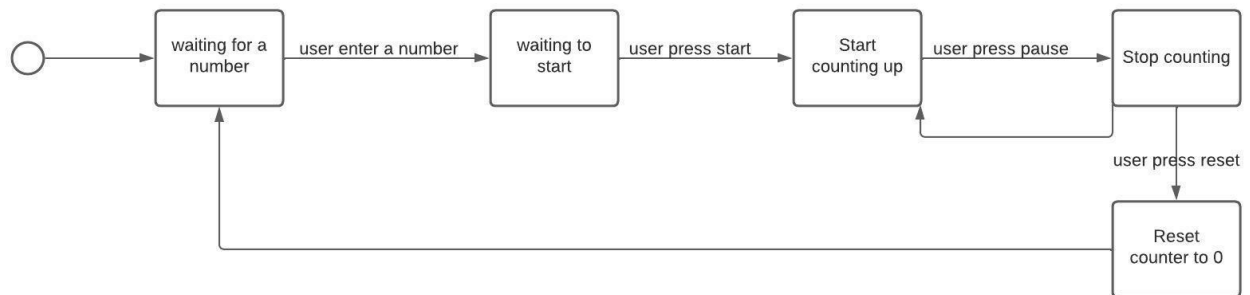 waiting for a
number
user enter a number
waiting to
start
user press start
Start
counting up
user press pause
Stop counting
user press reset
Reset
counter to 0